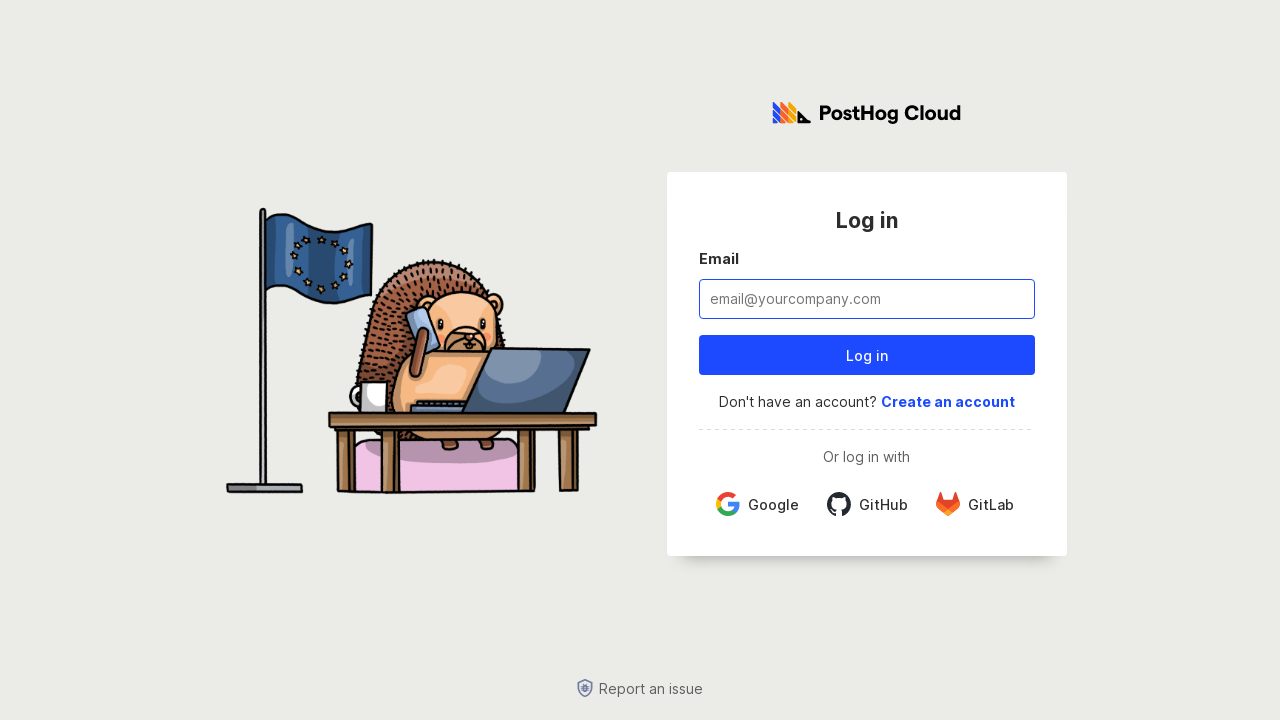 PostHog Cloud
Log in
Email
email@yourcompany.com
Log in
Don't have an account? Create an account
Or log in with
Google GitHub GitLab
Report an issue